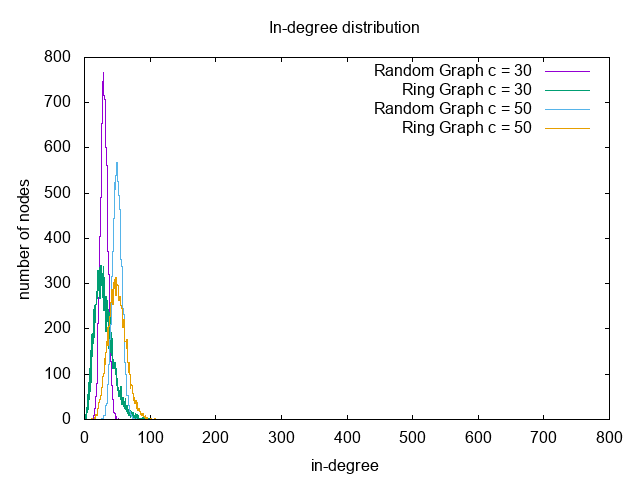 In-degree distribution
Random Graph c = 30
Ring Graph c = 30
Random Graph c = 50
Ring Graph c = 50
800
700
600
500
400
300
200
100
0
number of nodes
0 100 200 300 400 500 600 700 800
in-degree